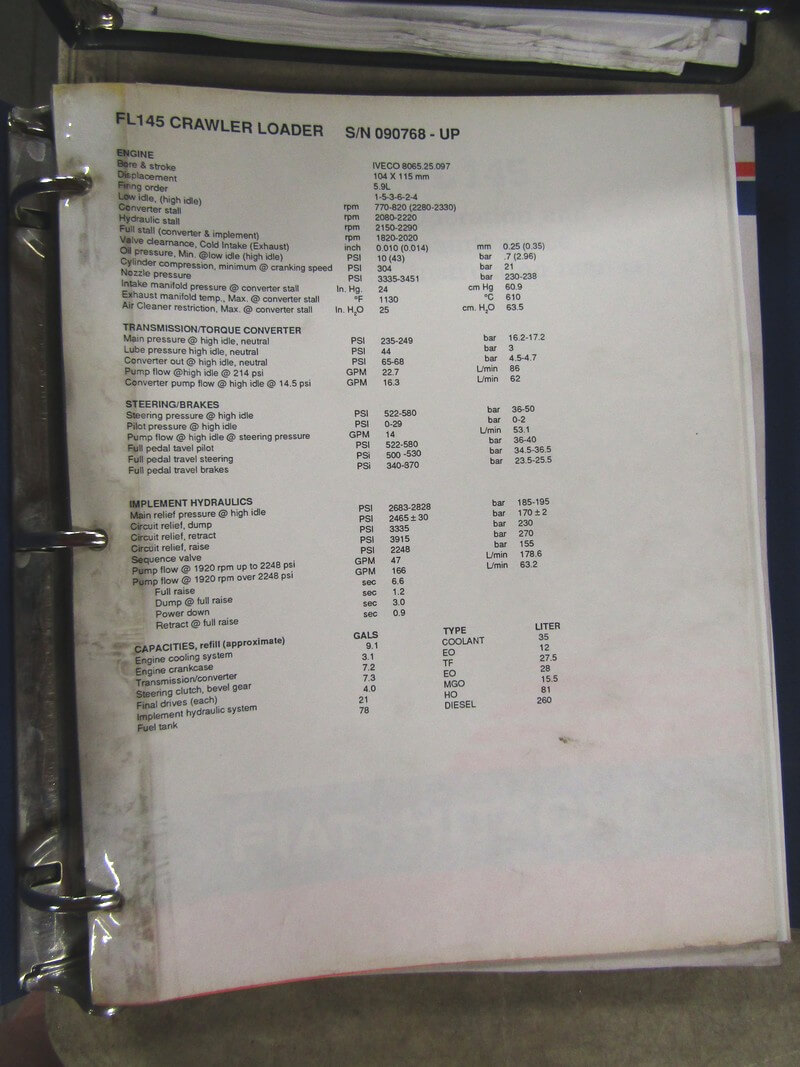 FL145 CRAWLER LOADER S/N 090768 - UP
ENGINE IVECO 8065.25.097
Bore & stroke 104 X 115 mm
Displacement 5.9L
Firing order 1-5-3-6-2-4
Low idle, (high idle) rpm 770-820 (2280-2330)
Converter stall rpm 2080-2220
Hydraulic stall rpm 2150-2290
Full stall (converter & implement) rpm 1820-2020
Valve clearnance, Cold Intake (Exhaust) inch 0.010 (0.014) mm 0.25 (0.35)
Oil pressure, Min. @low idle (high idle) PSI 10 (43) bar .7 (2.96)
Cylinder compression, minimum @ cranking speed PSI 304 bar 21
Nozzle pressure PSI 3335-3451 bar 230-238
Intake manifold pressure @ converter stall In. Hg. 24 cm Hg 60.9
Exhaust manifold temp., Max. @ converter stall °F 1130 °C 610
Air Cleaner restriction, Max. @ converter stall In. H2O 25 cm. H2O 63.5
TRANSMISSION/TORQUE CONVERTER
Main pressure @ high idle, neutral PSI 235-249 bar 16.2-17.2
Lube pressure high idle, neutral PSI 44 bar 3
Converter out @ high idle, neutral PSI 65-68 bar 4.5-4.7
Pump flow @high idle @ 214 psi GPM 22.7 L/min 86
Converter pump flow @ high idle @ 14.5 psi GPM 16.3 L/min 62
STEERING/BRAKES
Steering pressure @ high idle PSI 522-580 bar 36-50
Pilot pressure @ high idle PSI 0-29 bar 0-2
Pump flow @ high idle @ steering pressure GPM 14 L/min 53.1
Full pedal tavel pilot PSI 522-580 bar 36-40
Full pedal travel steering PSi 500 -530 bar 34.5-36.5
Full pedal travel brakes PSi 340-870 bar 23.5-25.5
IMPLEMENT HYDRAULICS
Main relief pressure @ high idle PSI 2683-2828 bar 185-195
Circuit relief, dump PSI 2465 ± 30 bar 170 ± 2
Circuit relief, retract PSI 3335 bar 230
Circuit relief, raise PSI 3915 bar 270
Sequence valve PSI 2248 bar 155
Pump flow @ 1920 rpm up to 2248 psi GPM 47 L/min 178.6
Pump flow @ 1920 rpm over 2248 psi GPM 166 L/min 63.2
Full raise sec 6.6
Dump @ full raise sec 1.2
Power down sec 3.0
Retract @ full raise sec 0.9
CAPACITIES, refill (approximate) GALS TYPE LITER
Engine cooling system 9.1 COOLANT 35
Engine crankcase 3.1 EO 12
Transmission/converter 7.2 TF 27.5
Steering clutch, bevel gear 7.3 EO 28
Final drives (each) 4.0 MGO 15.5
Implement hydraulic system 21 HO 81
Fuel tank 78 DIESEL 260